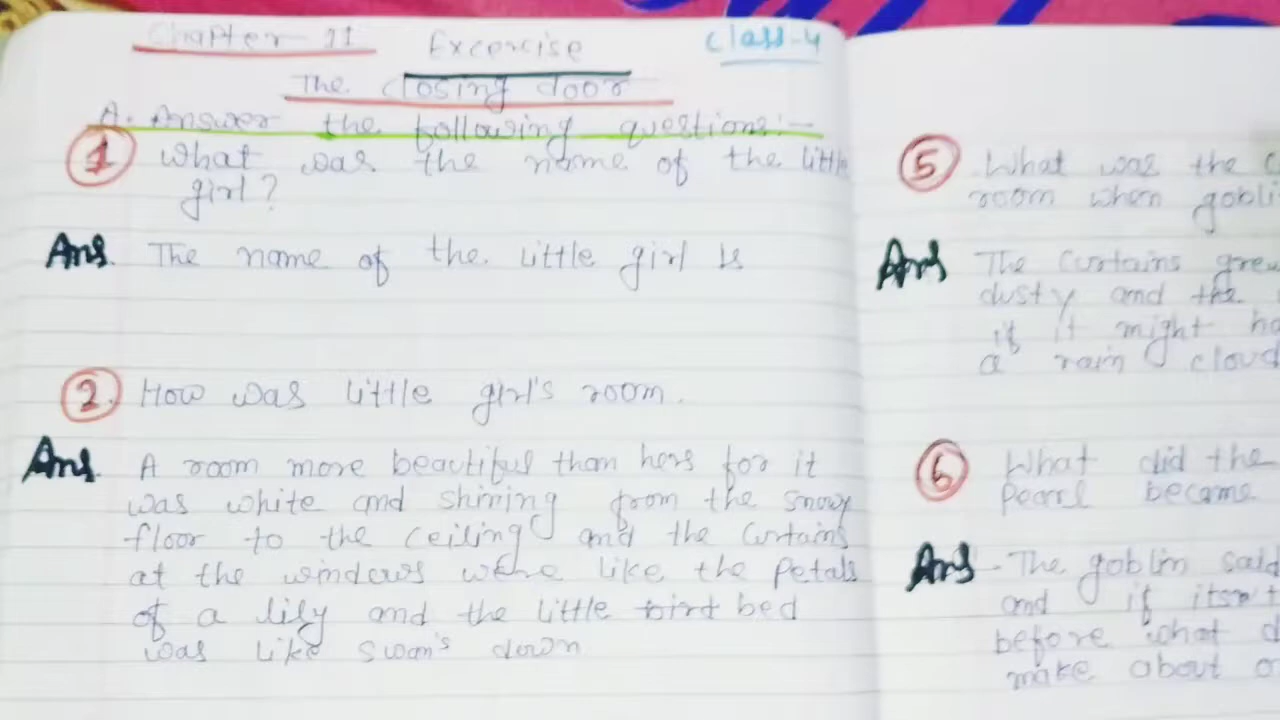 Chapter - 11 Excercise Class-4
The Closing door
A. Answer the following questions:-
1 What was the name of the little
girl?
Ans. The name of the little girl is
2. How was little girl's room.
Ans. A room more beautiful than hers for it
was white and shining from the snowy
floor to the ceiling and the Curtains
at the windows were like the petals
of a lily and the little bed
was like swan's down
5 What was the
room when
Ans The Curtains
dusty and the
if it might
a rain cloud
6 What did the
Pearl became
Ans - The goblin said
and if
before what
make about